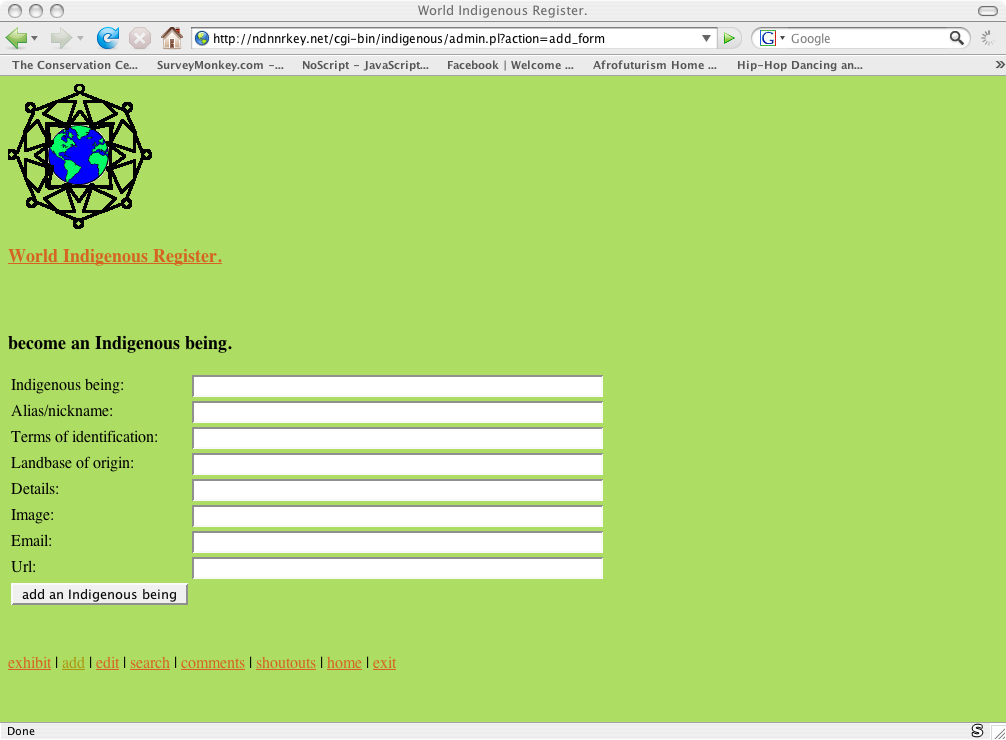 World Indigenous Register.
http://ndnnrkey.net/cgi-bin/indigenous/admin.pl?action=add_form
G Google
The Conservation Ce... SurveyMonkey.com -... NoScript - JavaScript... Facebook | Welcome ... Afrofuturism Home ... Hip-Hop Dancing an... »
World Indigenous Register.
become an Indigenous being.
Indigenous being:
Alias/nickname:
Terms of identification:
Landbase of origin:
Details:
Image:
Email:
Url:
add an Indigenous being
exhibit | add | edit | search | comments | shoutouts | home | exit
Done S